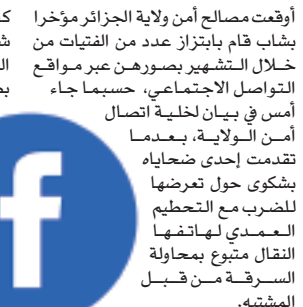 أوقعت مصالح أمن ولاية الجزائر مؤخرا
بشاب قام بابتزاز عدد من الفتيات من
خلال التشهير بصورهن عبر مواقع
التواصل الاجتماعي، حسبما جاء
أمس في بيان لخلية اتصال
أمن الولاية، بعدما
تقدمت إحدى ضحاياه
بشكوى حول تعرضها
للضرب مع التحطيم
العمدي لهاتفها
النقال متبوع بمحاولة
السرقة من قبل
المشتبه.